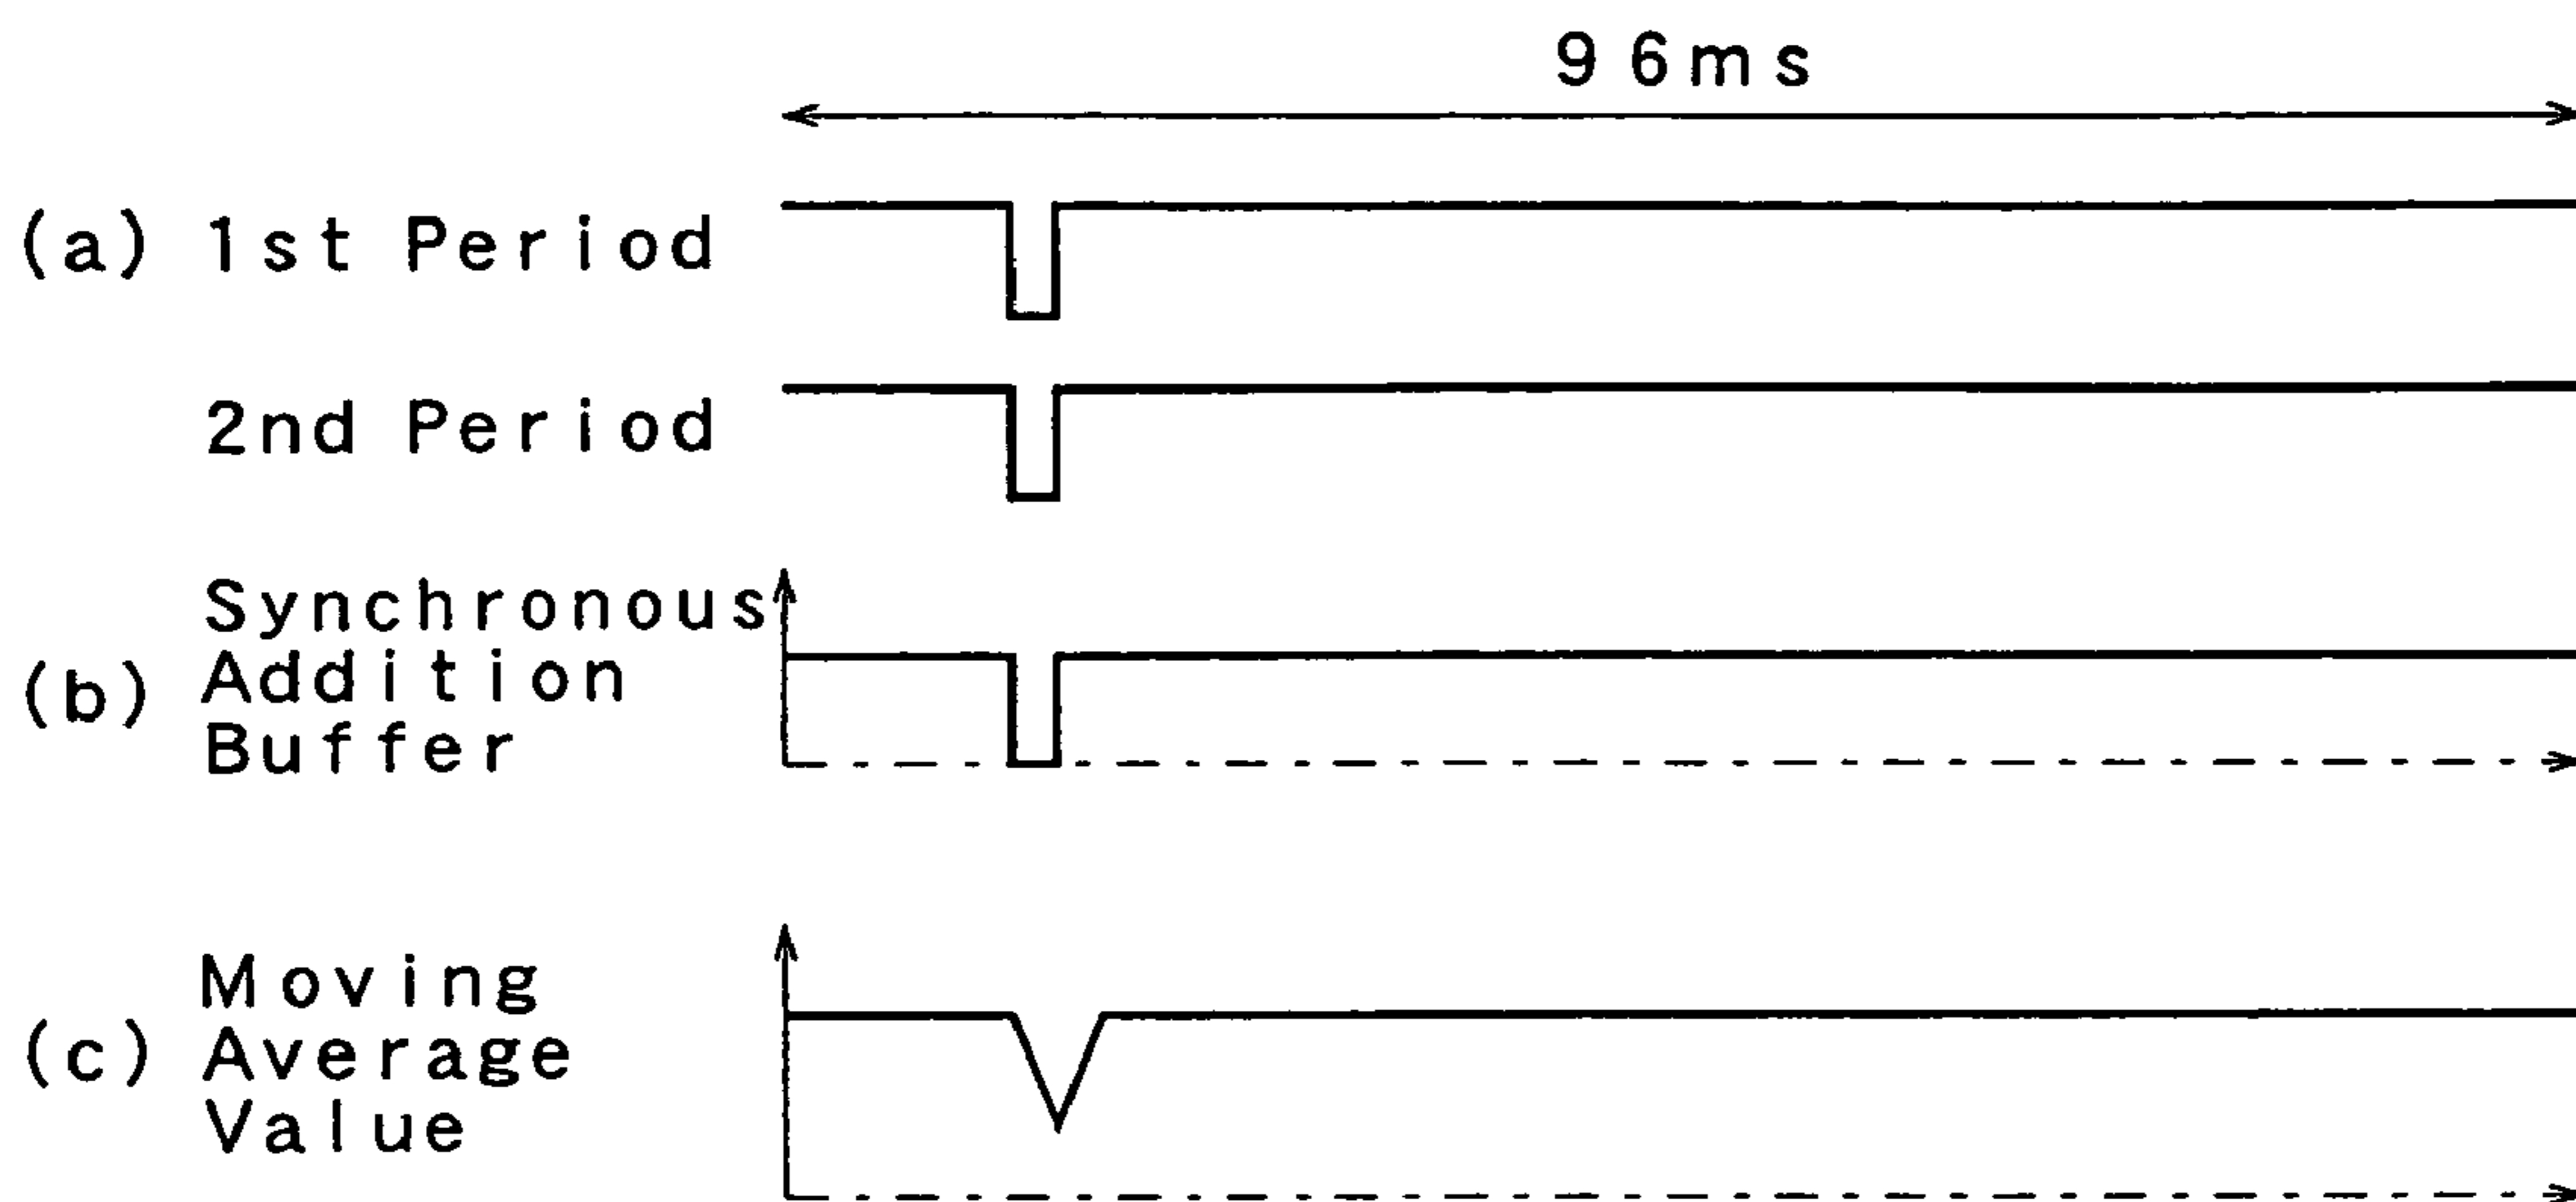 96ms
(a) 1st Period
2nd Period
Synchronous
(b) Addition
Buffer
Moving
(c) Average
Value